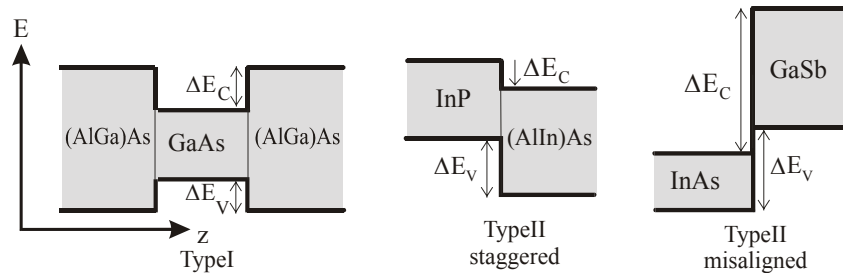 E
(AlGa)As
GaAs
(AlGa)As
ΔE_C
ΔE_V
z
TypeI
InP
(AlIn)As
ΔE_C
ΔE_V
TypeII
staggered
InAs
GaSb
ΔE_C
ΔE_V
TypeII
misaligned